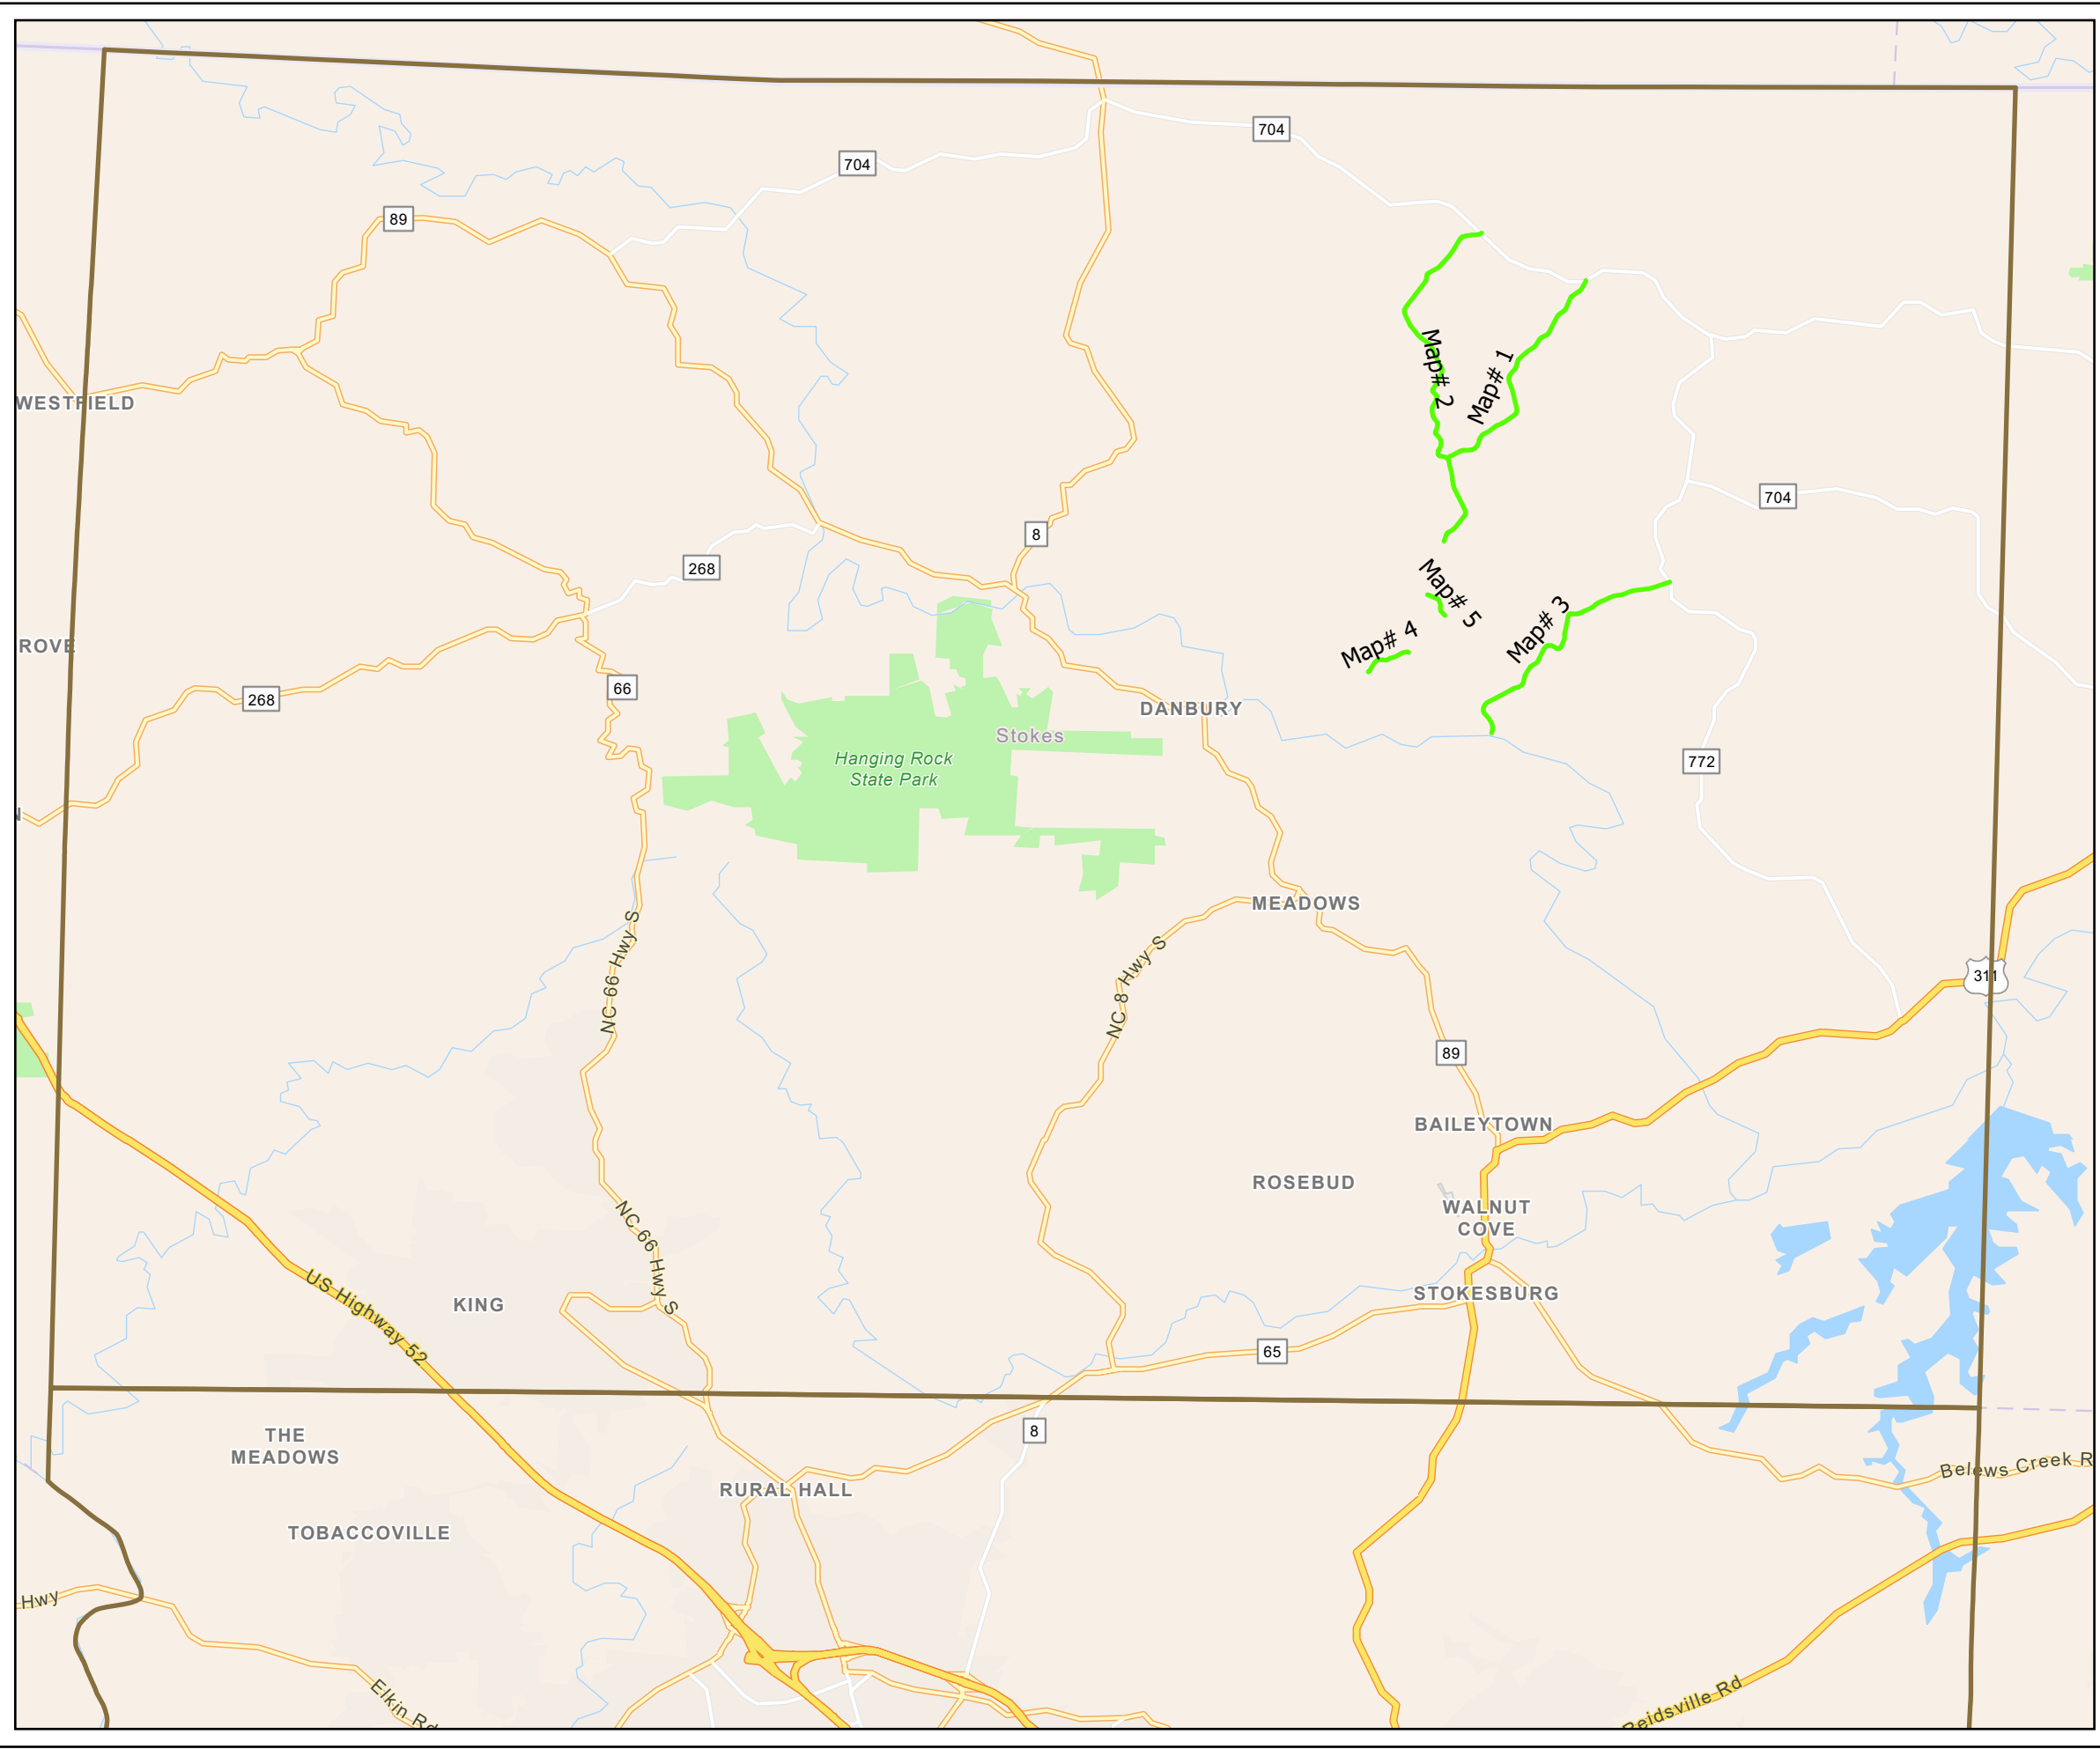 704
704
89
Map# 2
Map# 1
WESTFIELD
704
8
268
Map# 5
Map# 3
Map# 4
ROVE
66
268
DANBURY
Stokes
Hanging Rock
State Park
772
N
MEADOWS
NC 66 Hwy S
NC 8 Hwy S
311
89
BAILEYTOWN
ROSEBUD
WALNUT
COVE
NC 66 Hwy S
STOKESBURG
KING
US Highway 52
65
8
THE
MEADOWS
Belews Creek R
RURAL HALL
TOBACCOVILLE
Hwy
Elkin Rd
Reidsville Rd